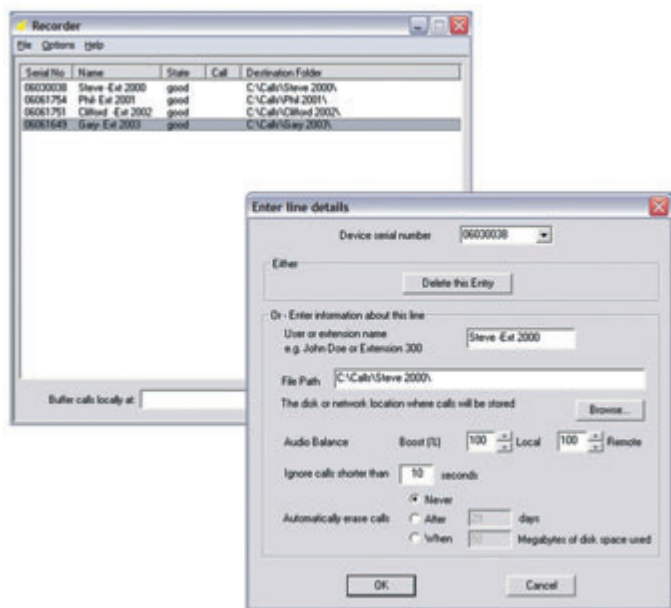 Recorder
File Options Help
Serial No Name State Call Destination Folder
06030038 Steve -Ext 2000 good C:\Calls\Steve 2000\
06061754 Phil- Ext 2001 good C:\Calls\Phil 2001\
06061751 Clifford -Ext 2002 good C:\Calls\Clifford 2002\
06061649 Gary- Ext 2003 good C:\Calls\Gary 2003\
Buffer calls locally at:
Enter line details
Device serial number 06030038
Either
Delete this Entry
Or - Enter information about this line
User or extension name Steve -Ext 2000
e.g. John Doe or Extension 300
File Path C:\Calls\Steve 2000\
The disk or network location where calls will be stored Browse...
Audio Balance Boost (%) 100 Local 100 Remote
Ignore calls shorter than 10 seconds
Never
Automatically erase calls After days
When Megabytes of disk space used
OK Cancel